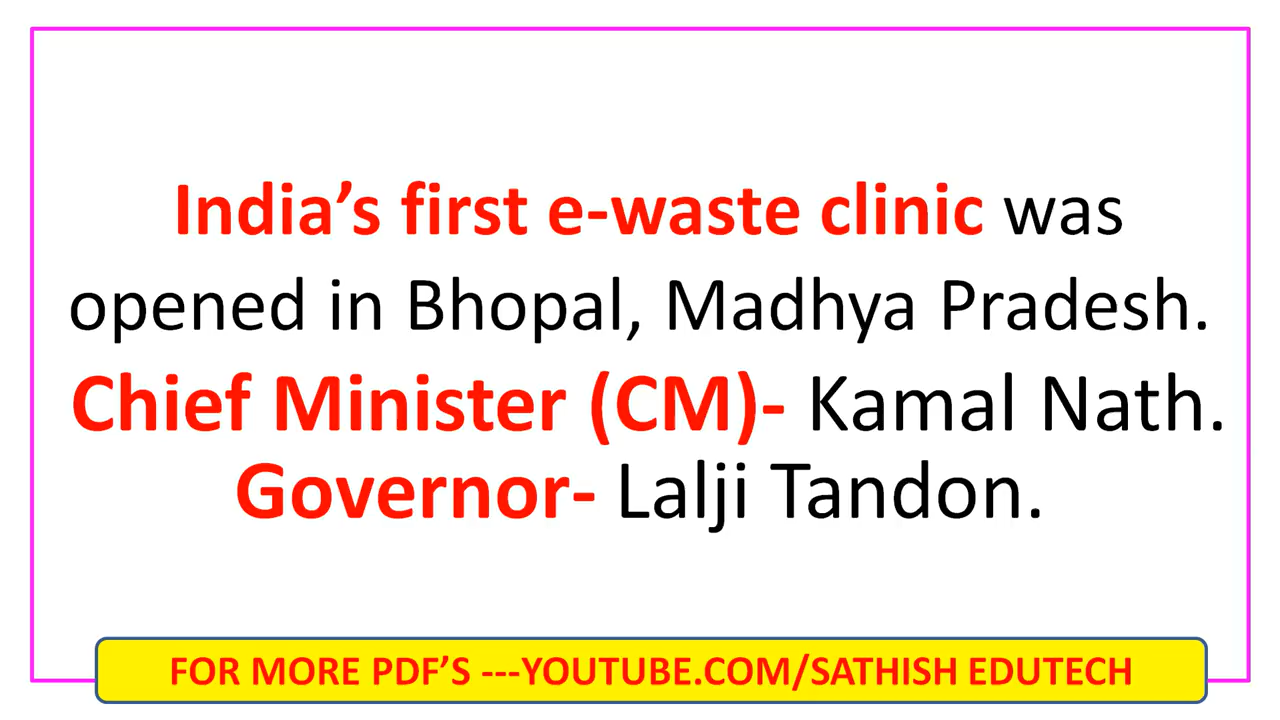 India’s first e-waste clinic was
opened in Bhopal, Madhya Pradesh.
Chief Minister (CM)- Kamal Nath.
Governor- Lalji Tandon.
FOR MORE PDF’S ---YOUTUBE.COM/SATHISH EDUTECH